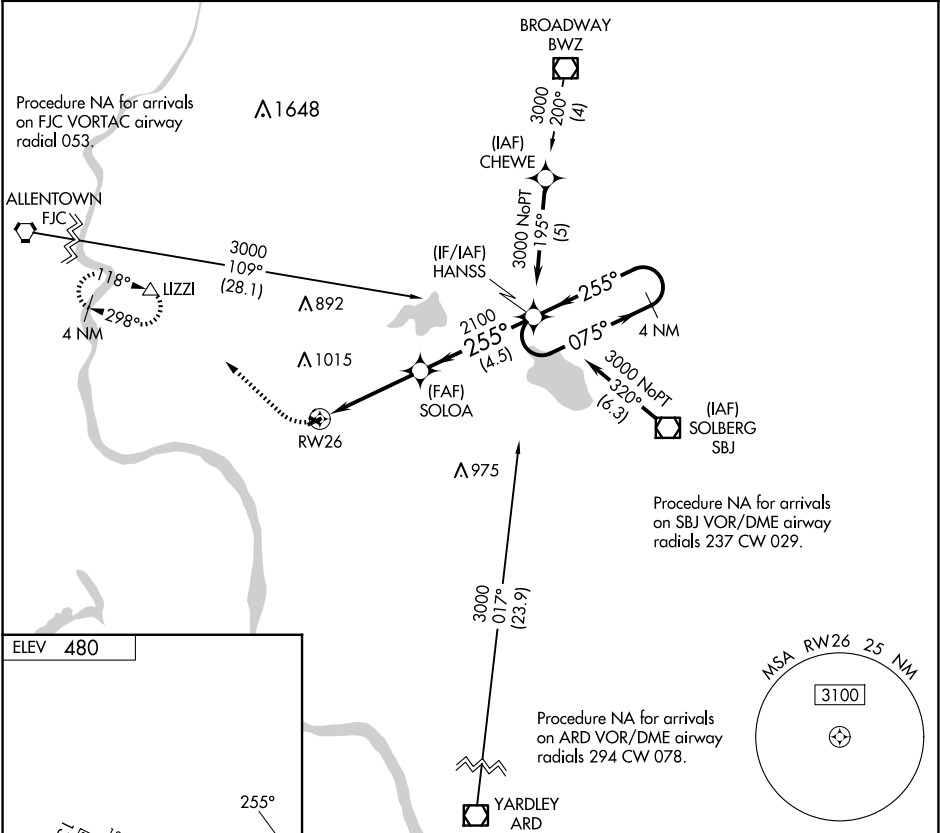 BROADWAY
BWZ
3000
200°
(4)
Procedure NA for arrivals
on FJC VORTAC airway
radial 053.
1648
(IAF)
CHEWE
3000 NoPT
195°
(5)
ALLENTOWN
FJC
3000
109°
(28.1)
(IF/IAF)
HANSS
118°
LIZZI
298°
4 NM
892
255°
075°
4 NM
2100
255°
(4.5)
1015
(FAF)
SOLOA
RW26
3000 NoPT
320°
(6.3)
(IAF)
SOLBERG
SBJ
975
Procedure NA for arrivals
on SBJ VOR/DME airway
radials 237 CW 029.
3000
017°
(23.9)
ELEV 480
MSA RW26 25 NM
3100
Procedure NA for arrivals
on ARD VOR/DME airway
radials 294 CW 078.
255°
YARDLEY
ARD